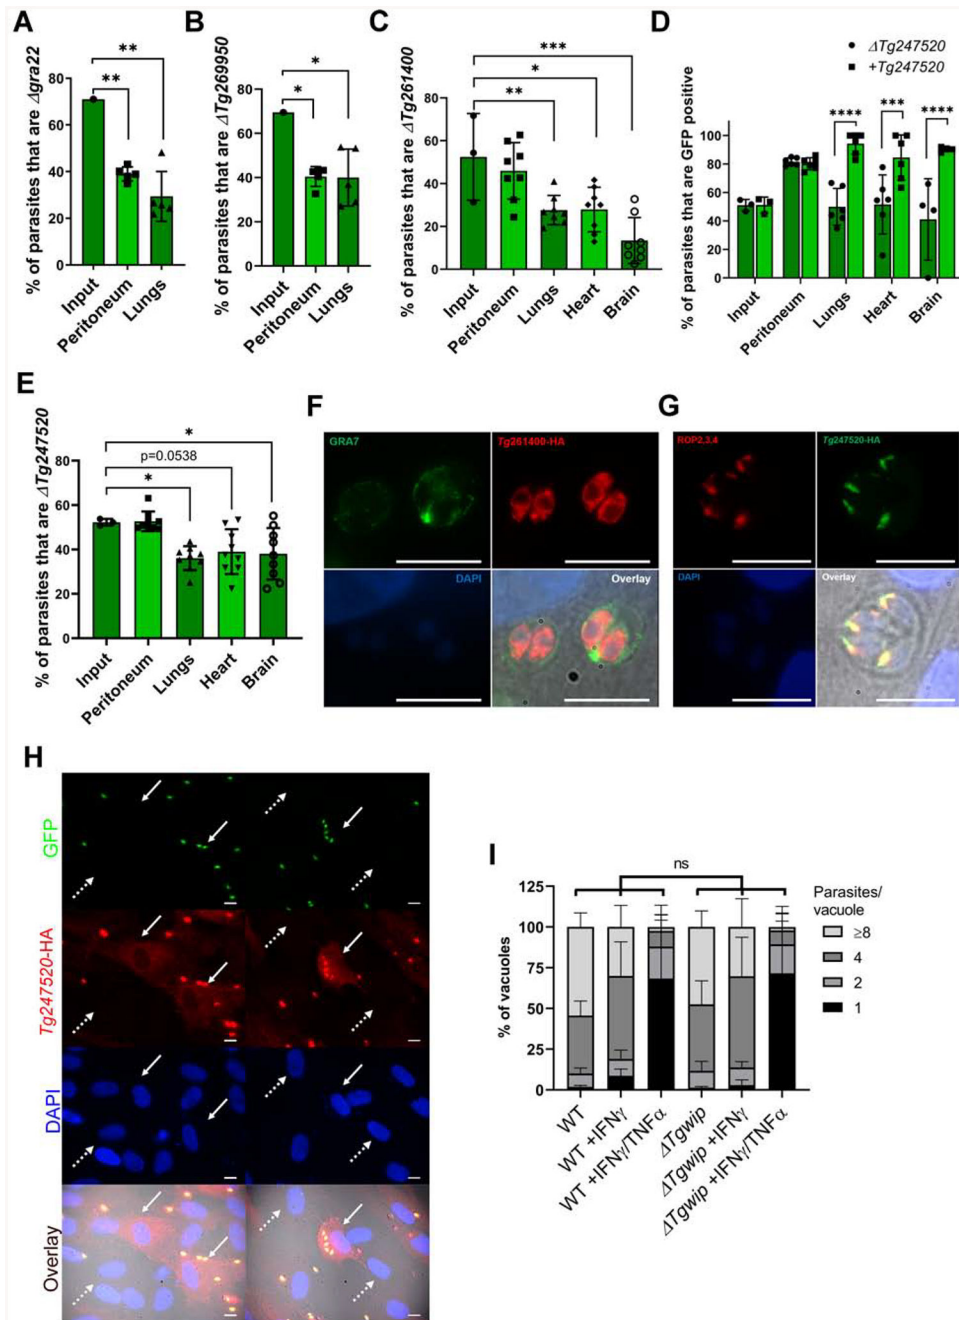 A
% of parasites that are Δgra22
80
60
40
20
0
**
**
Input
Peritoneum
Lungs
B
% of parasites that are ΔTg269950
80
60
40
20
0
*
*
Input
Peritoneum
Lungs
C
% of parasites that are ΔTg261400
80
60
40
20
0
***
*
**
Input
Peritoneum
Lungs
Heart
Brain
D
ΔTg247520
+Tg247520
% of parasites that are GFP positive
100
80
60
40
20
0
****
***
****
Input
Peritoneum
Lungs
Heart
Brain
E
% of parasites that are ΔTg247520
80
60
40
20
0
*
p=0.0538
*
Input
Peritoneum
Lungs
Heart
Brain
F
GRA7
Tg261400-HA
DAPI
Overlay
G
ROP2,3,4
Tg247520-HA
DAPI
Overlay
H
GFP
Tg247520-HA
DAPI
Overlay
I
ns
% of vacuoles
125
100
75
50
25
0
WT
WT +IFNγ
WT +IFNγ/TNFα
ΔTgwip
ΔTgwip +IFNγ
ΔTgwip +IFNγ/TNFα
Parasites/
vacuole
≥8
4
2
1